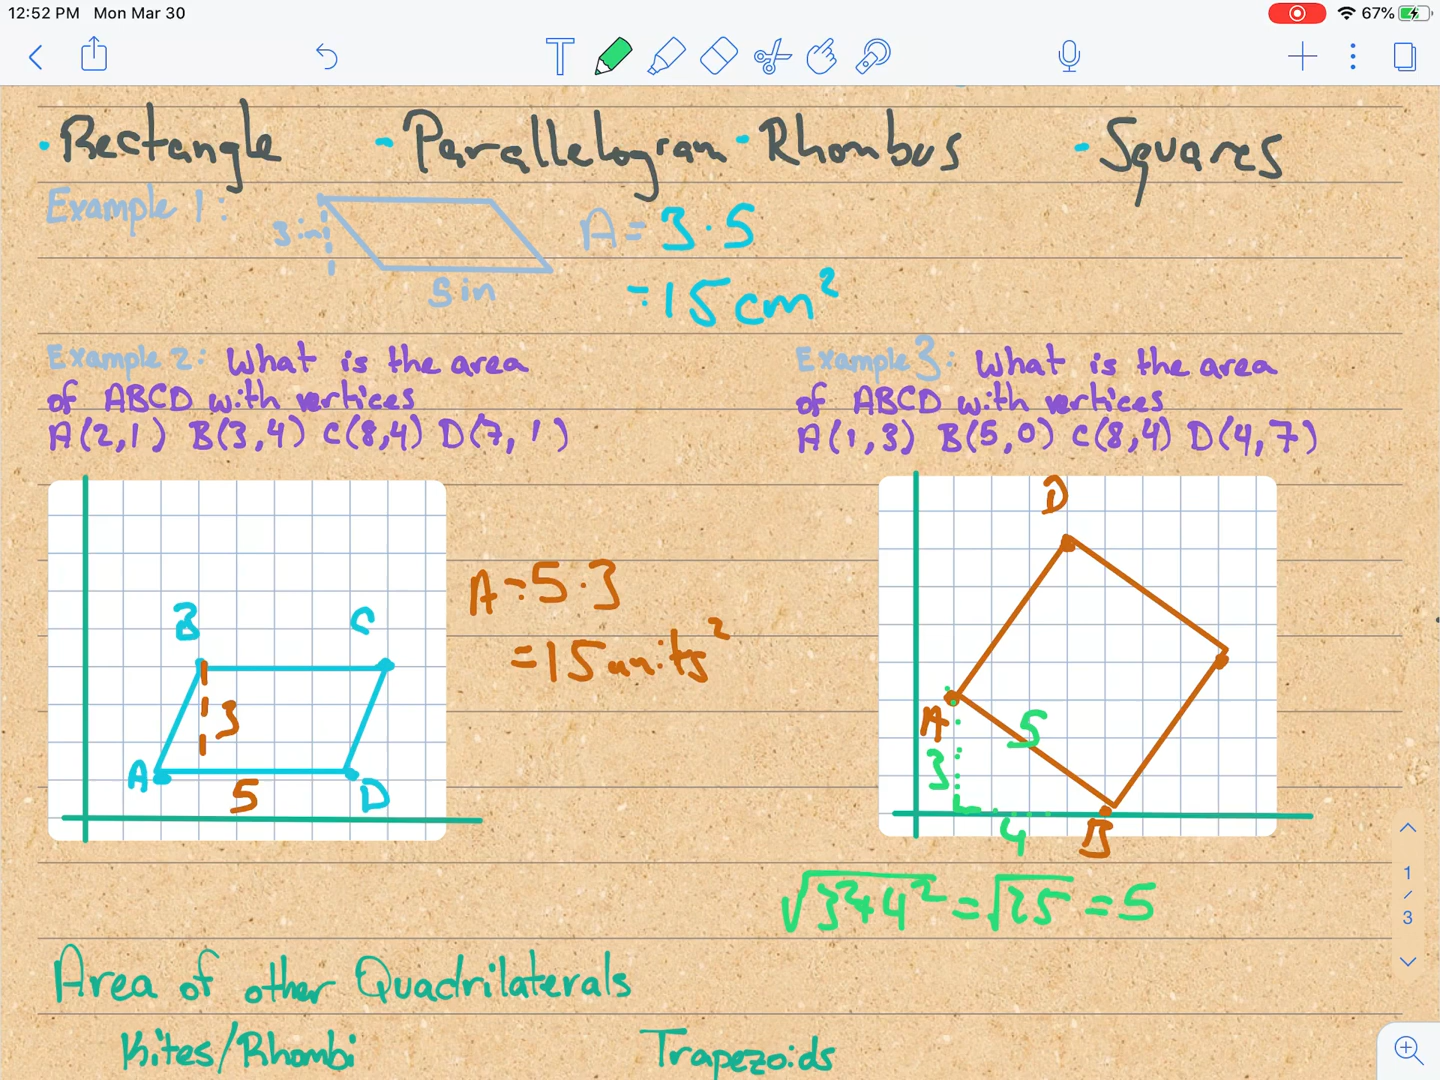 12:52 PM Mon Mar 30 67%
· Rectangle - Parallelogram - Rhombus - Squares
Example 1: 3in 5in A = 3·5
=15cm²
Example 2: What is the area
of ABCD with vertices
A(2,1) B(3,4) C(8,4) D(7,1)
Example 3: What is the area
of ABCD with vertices
A(1,3) B(5,0) C(8,4) D(4,7)
B C
3
A 5 D
A=5·3
=15units²
D
A 5
3
4 B
√3²+4² = √25 = 5
1
/
3
Area of other Quadrilaterals
Kites/Rhombi Trapezoids